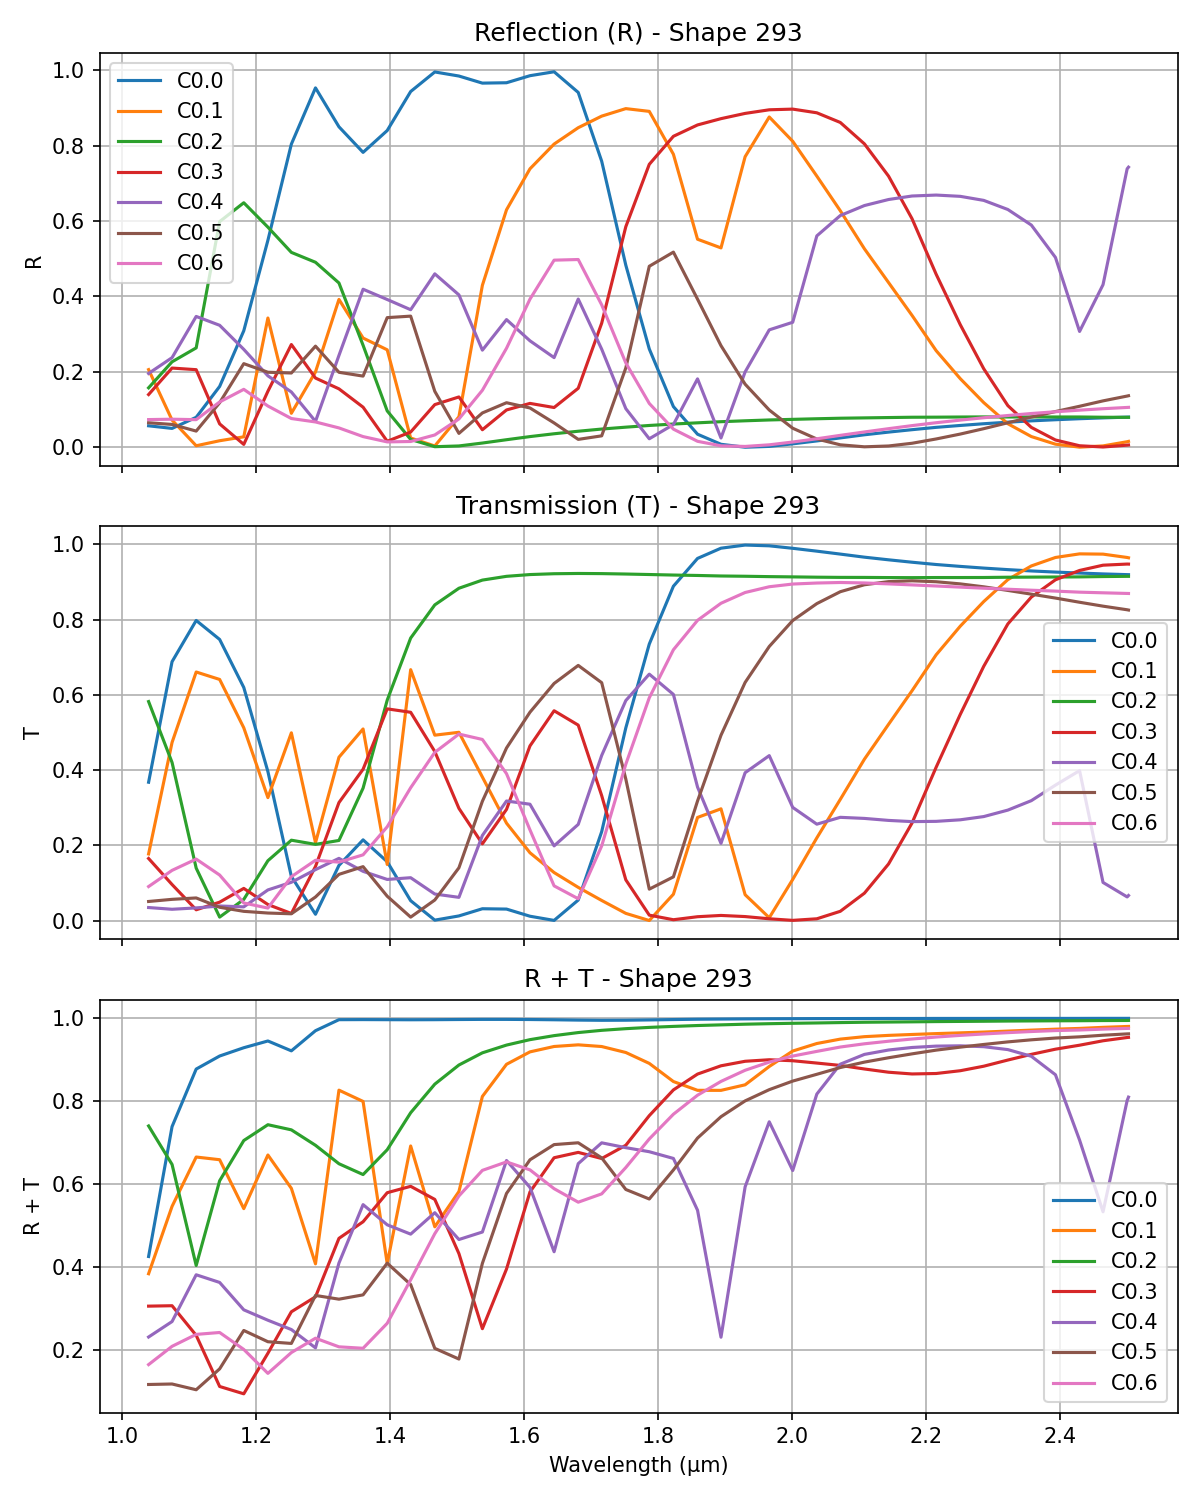 Reflection (R) - Shape 293
1.0
0.8
0.6
0.4
0.2
0.0
R
C0.0
C0.1
C0.2
C0.3
C0.4
C0.5
C0.6
Transmission (T) - Shape 293
1.0
0.8
0.6
0.4
0.2
0.0
T
C0.0
C0.1
C0.2
C0.3
C0.4
C0.5
C0.6
R + T - Shape 293
1.0
0.8
0.6
0.4
0.2
R + T
C0.0
C0.1
C0.2
C0.3
C0.4
C0.5
C0.6
1.0 1.2 1.4 1.6 1.8 2.0 2.2 2.4
Wavelength (μm)